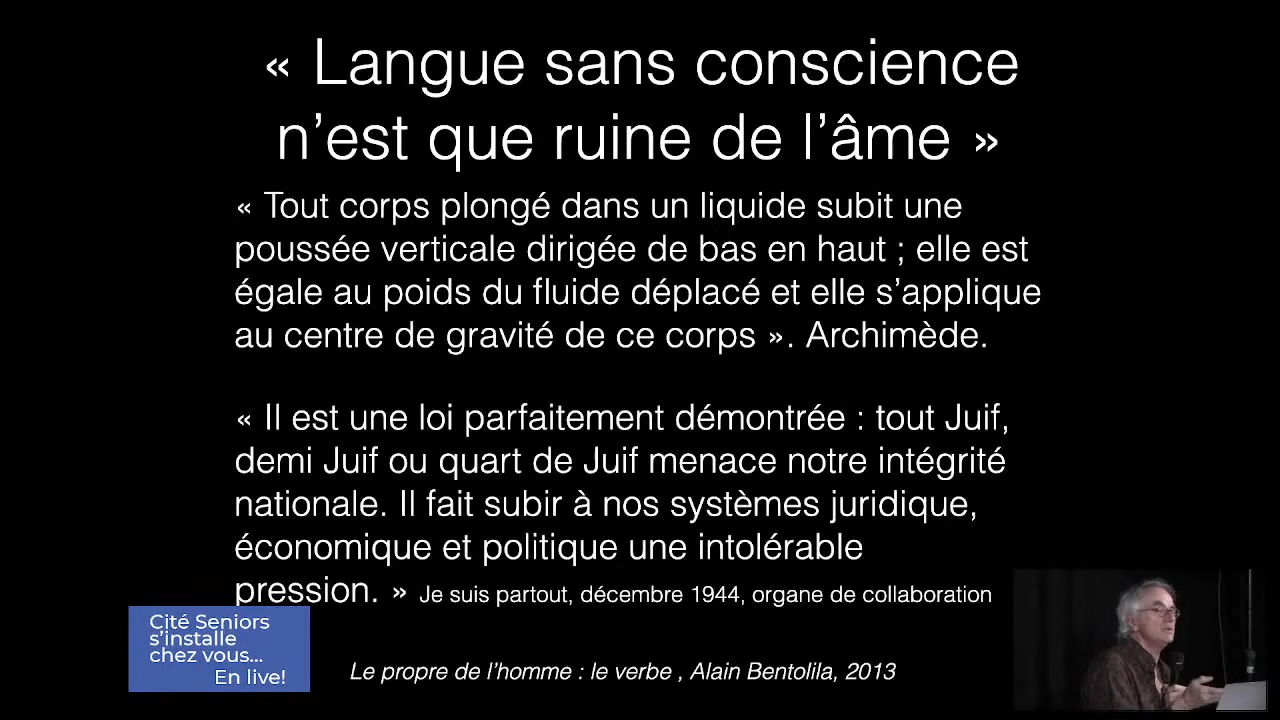 « Langue sans conscience
n’est que ruine de l’âme »
« Tout corps plongé dans un liquide subit une
poussée verticale dirigée de bas en haut ; elle est
égale au poids du fluide déplacé et elle s’applique
au centre de gravité de ce corps ». Archimède.
« Il est une loi parfaitement démontrée : tout Juif,
demi Juif ou quart de Juif menace notre intégrité
nationale. Il fait subir à nos systèmes juridique,
économique et politique une intolérable
pression. » Je suis partout, décembre 1944, organe de collaboration
Cité Seniors
s’installe
chez vous...
En live!
Le propre de l’homme : le verbe , Alain Bentolila, 2013